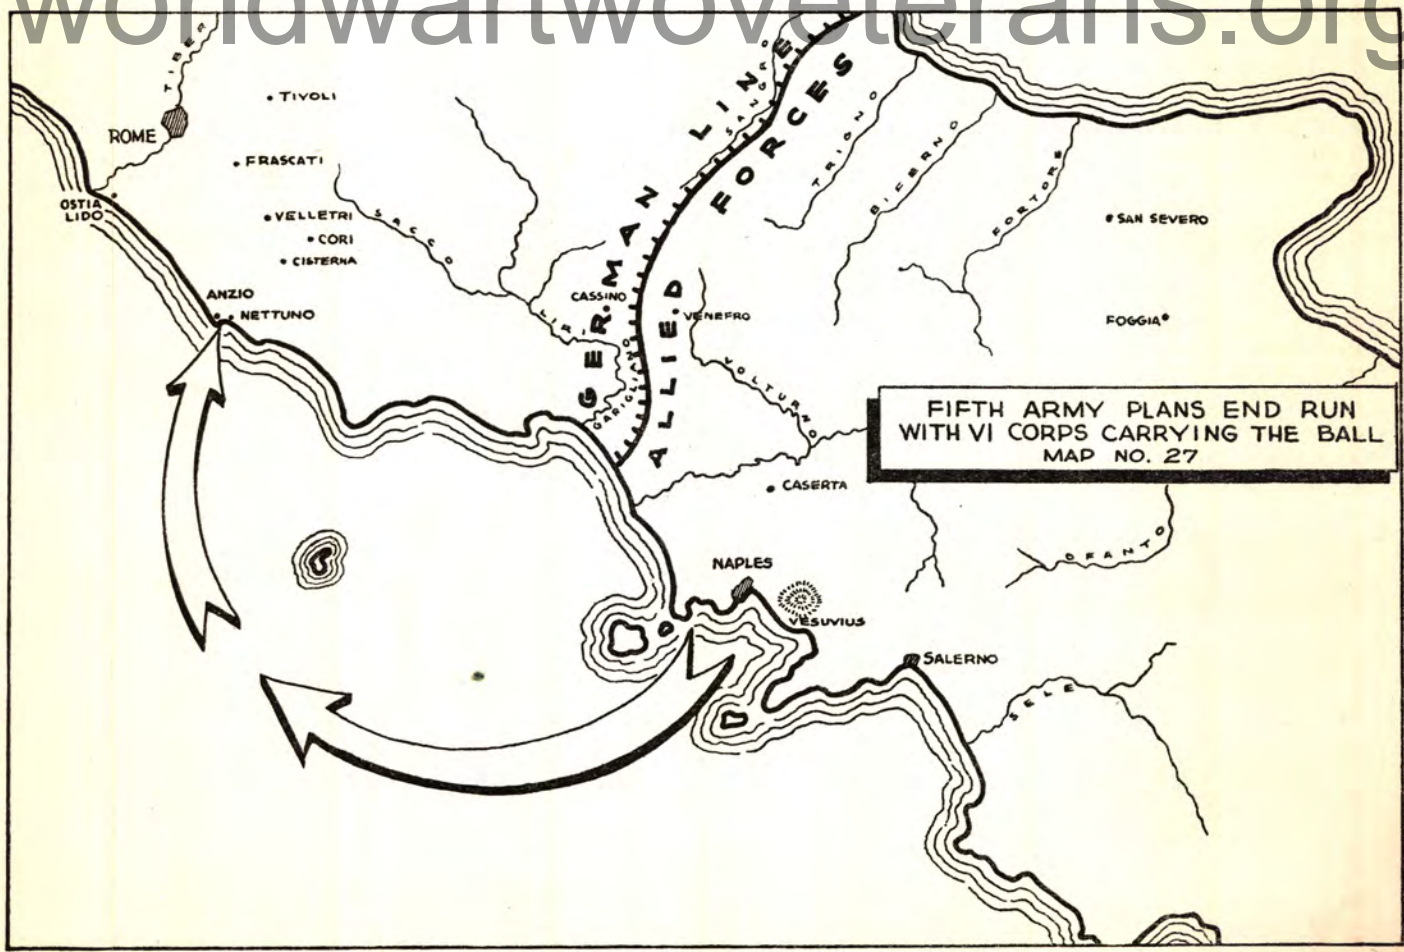 worldwartwoveterans.org
TIBER
TIVOLI
ROME
FRASCATI
OSTIA
LIDO
VELLETRI
CORI
CISTERNA
SACCO
ANZIO
NETTUNO
GERMAN LINE
SANGRO
ALLIED FORCES
TRIGNO
BIFERNO
FORTORE
SAN SEVERO
CASSINO
LIRI
VENEFRO
FOGGIA
GARIGLIANO
VOLTURNO
FIFTH ARMY PLANS END RUN
WITH VI CORPS CARRYING THE BALL
MAP NO. 27
CASERTA
OFANTO
NAPLES
VESUVIUS
SALERNO
SELE